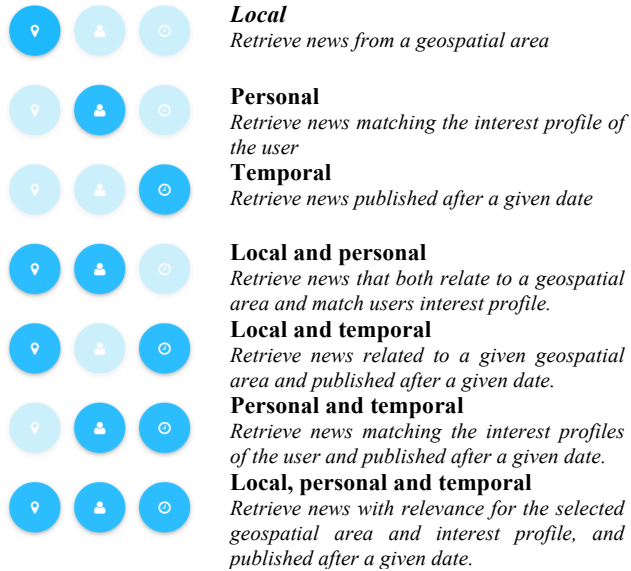 Local
Retrieve news from a geospatial area
Personal
Retrieve news matching the interest profile of
the user
Temporal
Retrieve news published after a given date
Local and personal
Retrieve news that both relate to a geospatial
area and match users interest profile.
Local and temporal
Retrieve news related to a given geospatial
area and published after a given date.
Personal and temporal
Retrieve news matching the interest profiles
of the user and published after a given date.
Local, personal and temporal
Retrieve news with relevance for the selected
geospatial area and interest profile, and
published after a given date.